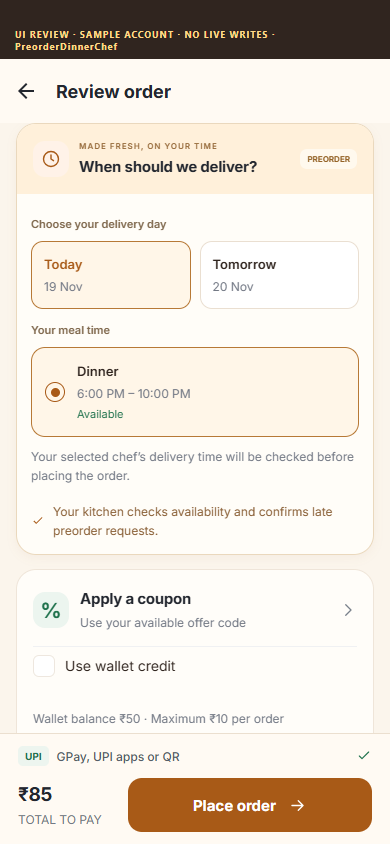 UI REVIEW · SAMPLE ACCOUNT · NO LIVE WRITES ·
PreorderDinnerChef
Review order
MADE FRESH, ON YOUR TIME
When should we deliver?
PREORDER
Choose your delivery day
Today
19 Nov
Tomorrow
20 Nov
Your meal time
Dinner
6:00 PM – 10:00 PM
Available
Your selected chef's delivery time will be checked before
placing the order.
Your kitchen checks availability and confirms late
preorder requests.
%
Apply a coupon
Use your available offer code
Use wallet credit
Wallet balance ₹50 · Maximum ₹10 per order
UPI
GPay, UPI apps or QR
₹85
TOTAL TO PAY
Place order